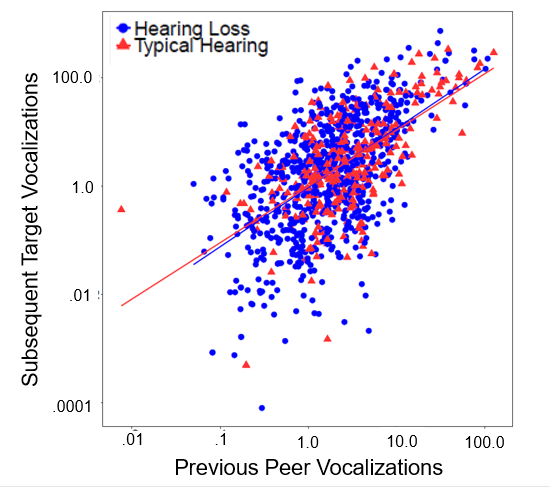 Hearing Loss
Typical Hearing
Subsequent Target Vocalizations
100.0
1.0
.01
.0001
.01
.1
1.0
10.0
100.0
Previous Peer Vocalizations